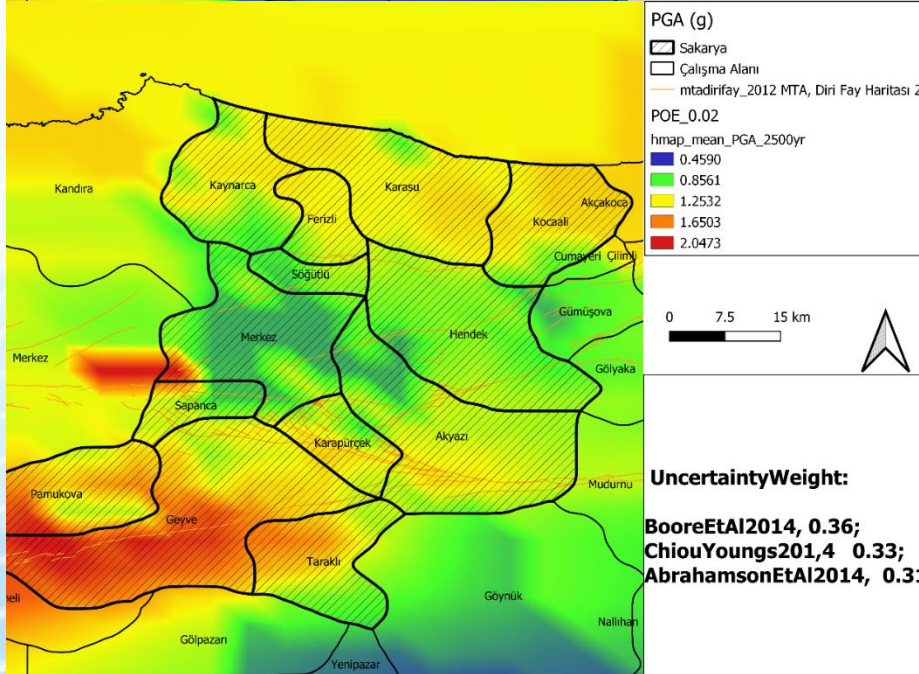 PGA (g)
Sakarya
Çalışma Alanı
mtadirifay_2012 MTA, Diri Fay Haritası 2
POE_0.02
hmap_mean_PGA_2500yr
0.4590
0.8561
1.2532
1.6503
2.0473
0 7.5 15 km
UncertaintyWeight:
BooreEtAl2014, 0.36;
ChiouYoungs201,4 0.33;
AbrahamsonEtAl2014, 0.31
Kandıra
Kaynarca
Karasu
Akçakoca
Ferizli
Kocaali
Cumayeri Çilimli
Söğütlü
Gümüşova
Merkez
Hendek
Merkez
Gölyaka
Sapanca
Karapürçek
Akyazı
Mudurnu
Pamukova
Geyve
Taraklı
neli
Göynük
Nallıhan
Gölpazarı
Yenipazar